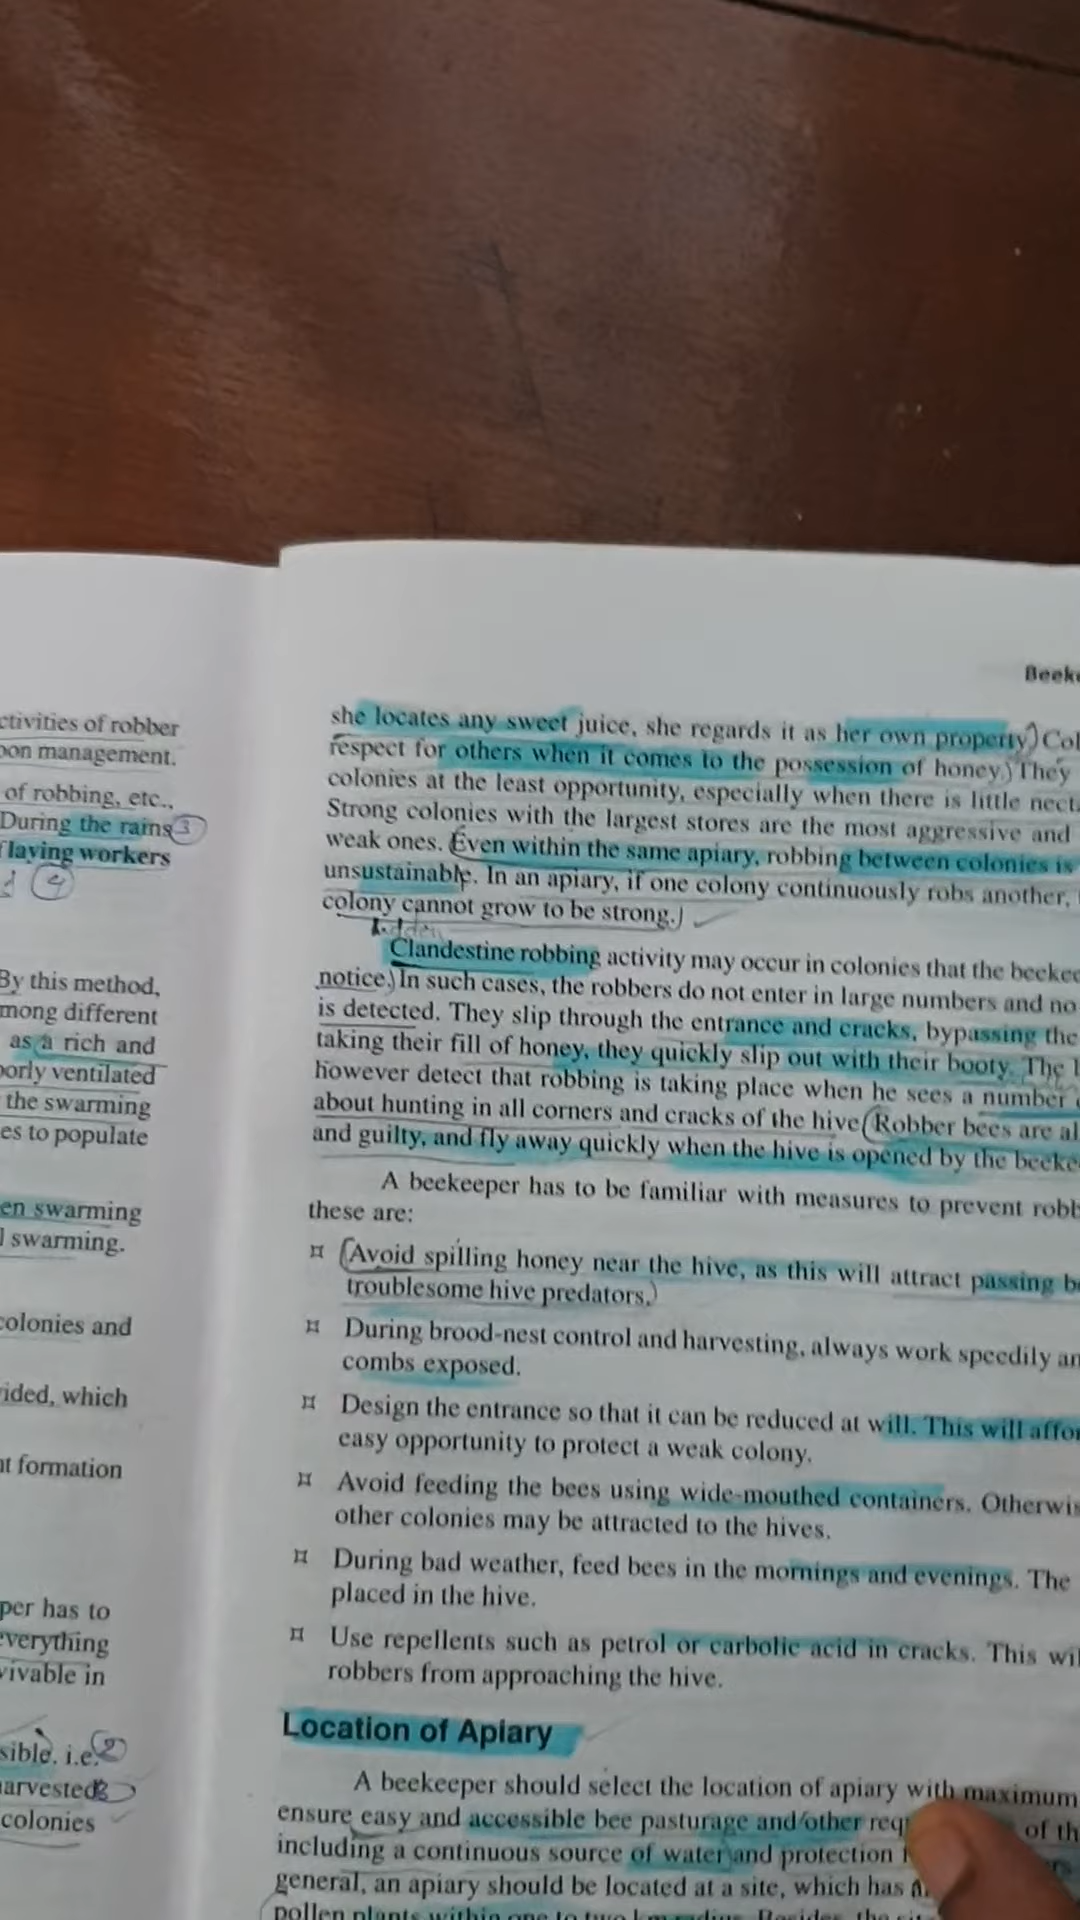 ctivities of robber
oon management.
of robbing, etc.,
During the rains 3
laying workers
4
By this method,
mong different
as a rich and
oorly ventilated
the swarming
es to populate
en swarming
l swarming.
colonies and
vided, which
nt formation
per has to
everything
vivable in
sible. i.e. 2
arvested
colonies
Beeke
she locates any sweet juice, she regards it as her own property.) Col
respect for others when it comes to the possession of honey.) They
colonies at the least opportunity, especially when there is little necta
Strong colonies with the largest stores are the most aggressive and
weak ones. (Even within the same apiary, robbing between colonies is
unsustainable. In an apiary, if one colony continuously robs another,
colony cannot grow to be strong.)
hidden
Clandestine robbing activity may occur in colonies that the beekee
notice.) In such cases, the robbers do not enter in large numbers and no
is detected. They slip through the entrance and cracks, bypassing the
taking their fill of honey, they quickly slip out with their booty. The
however detect that robbing is taking place when he sees a number
about hunting in all corners and cracks of the hive (Robber bees are al
and guilty, and fly away quickly when the hive is opened by the beeke
A beekeeper has to be familiar with measures to prevent robb
these are:
¤ (Avoid spilling honey near the hive, as this will attract passing be
troublesome hive predators.)
¤ During brood-nest control and harvesting, always work speedily an
combs exposed.
¤ Design the entrance so that it can be reduced at will. This will affor
easy opportunity to protect a weak colony.
¤ Avoid feeding the bees using wide-mouthed containers. Otherwis
other colonies may be attracted to the hives.
¤ During bad weather, feed bees in the mornings and evenings. The
placed in the hive.
¤ Use repellents such as petrol or carbolic acid in cracks. This wil
robbers from approaching the hive.
Location of Apiary
A beekeeper should select the location of apiary with maximum
ensure easy and accessible bee pasturage and/other req of th
including a continuous source of water and protection
general, an apiary should be located at a site, which has
pollen plants within one to two km radius. Besides, the